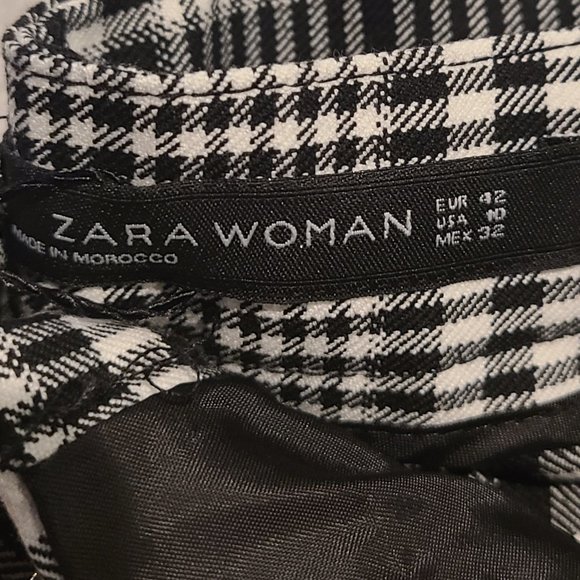 ZARA WOMAN
MADE IN MOROCCO
EUR 42
USA 10
MEX 32